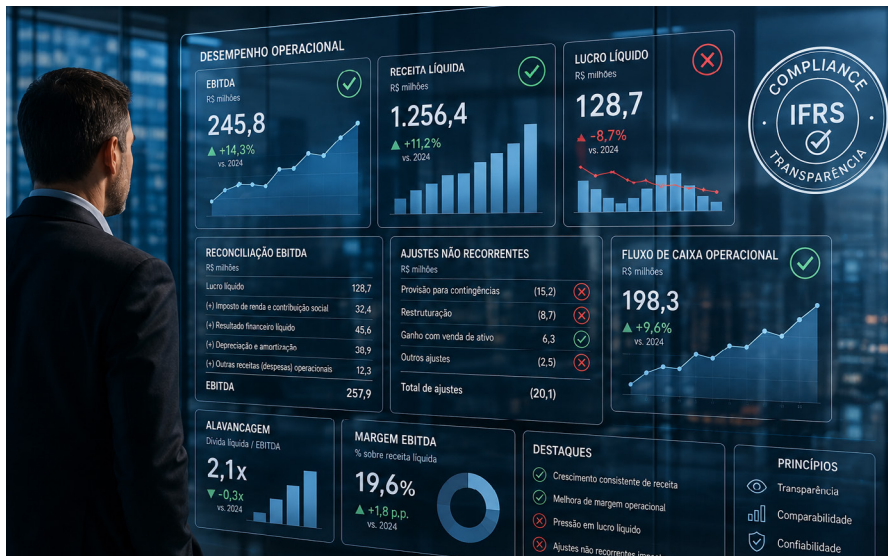 DESEMPENHO OPERACIONAL
EBITDA
R$ milhões
245,8
+14,3%
vs. 2024
RECEITA LÍQUIDA
R$ milhões
1.256,4
+11,2%
vs. 2024
LUCRO LÍQUIDO
R$ milhões
128,7
-8,7%
vs. 2024
COMPLIANCE
IFRS
TRANSPARÊNCIA
RECONCILIAÇÃO EBITDA
R$ milhões
Lucro líquido 128,7
(+) Imposto de renda e contribuição social 32,4
(+) Resultado financeiro líquido 45,6
(+) Depreciação e amortização 38,9
(+) Outras receitas (despesas) operacionais 12,3
EBITDA 257,9
AJUSTES NÃO RECORRENTES
R$ milhões
Provisão para contingências (15,2)
Restruturação (8,7)
Ganho com venda de ativo 6,3
Outros ajustes (2,5)
Total de ajustes (20,1)
FLUXO DE CAIXA OPERACIONAL
R$ milhões
198,3
+9,6%
vs. 2024
ALAVANCAGEM
Dívida líquida / EBITDA
2,1x
-0,3x
vs. 2024
MARGEM EBITDA
% sobre receita líquida
19,6%
+1,8 p.p.
vs. 2024
DESTAQUES
Crescimento consistente de receita
Melhora de margem operacional
Pressão em lucro líquido
Ajustes não recorrentes
PRINCÍPIOS
Transparência
Comparabilidade
Confiabilidade